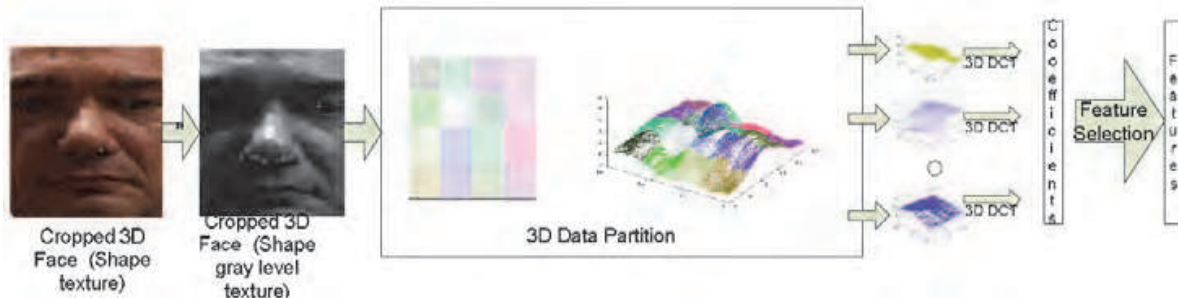 Cropped 3D
Face (Shape
texture)
Cropped 3D
Face (Shape
gray level
texture)
3D Data Partition
3D DCT
3D DCT
3D DCT
Coefficients
Feature
Selection
Features